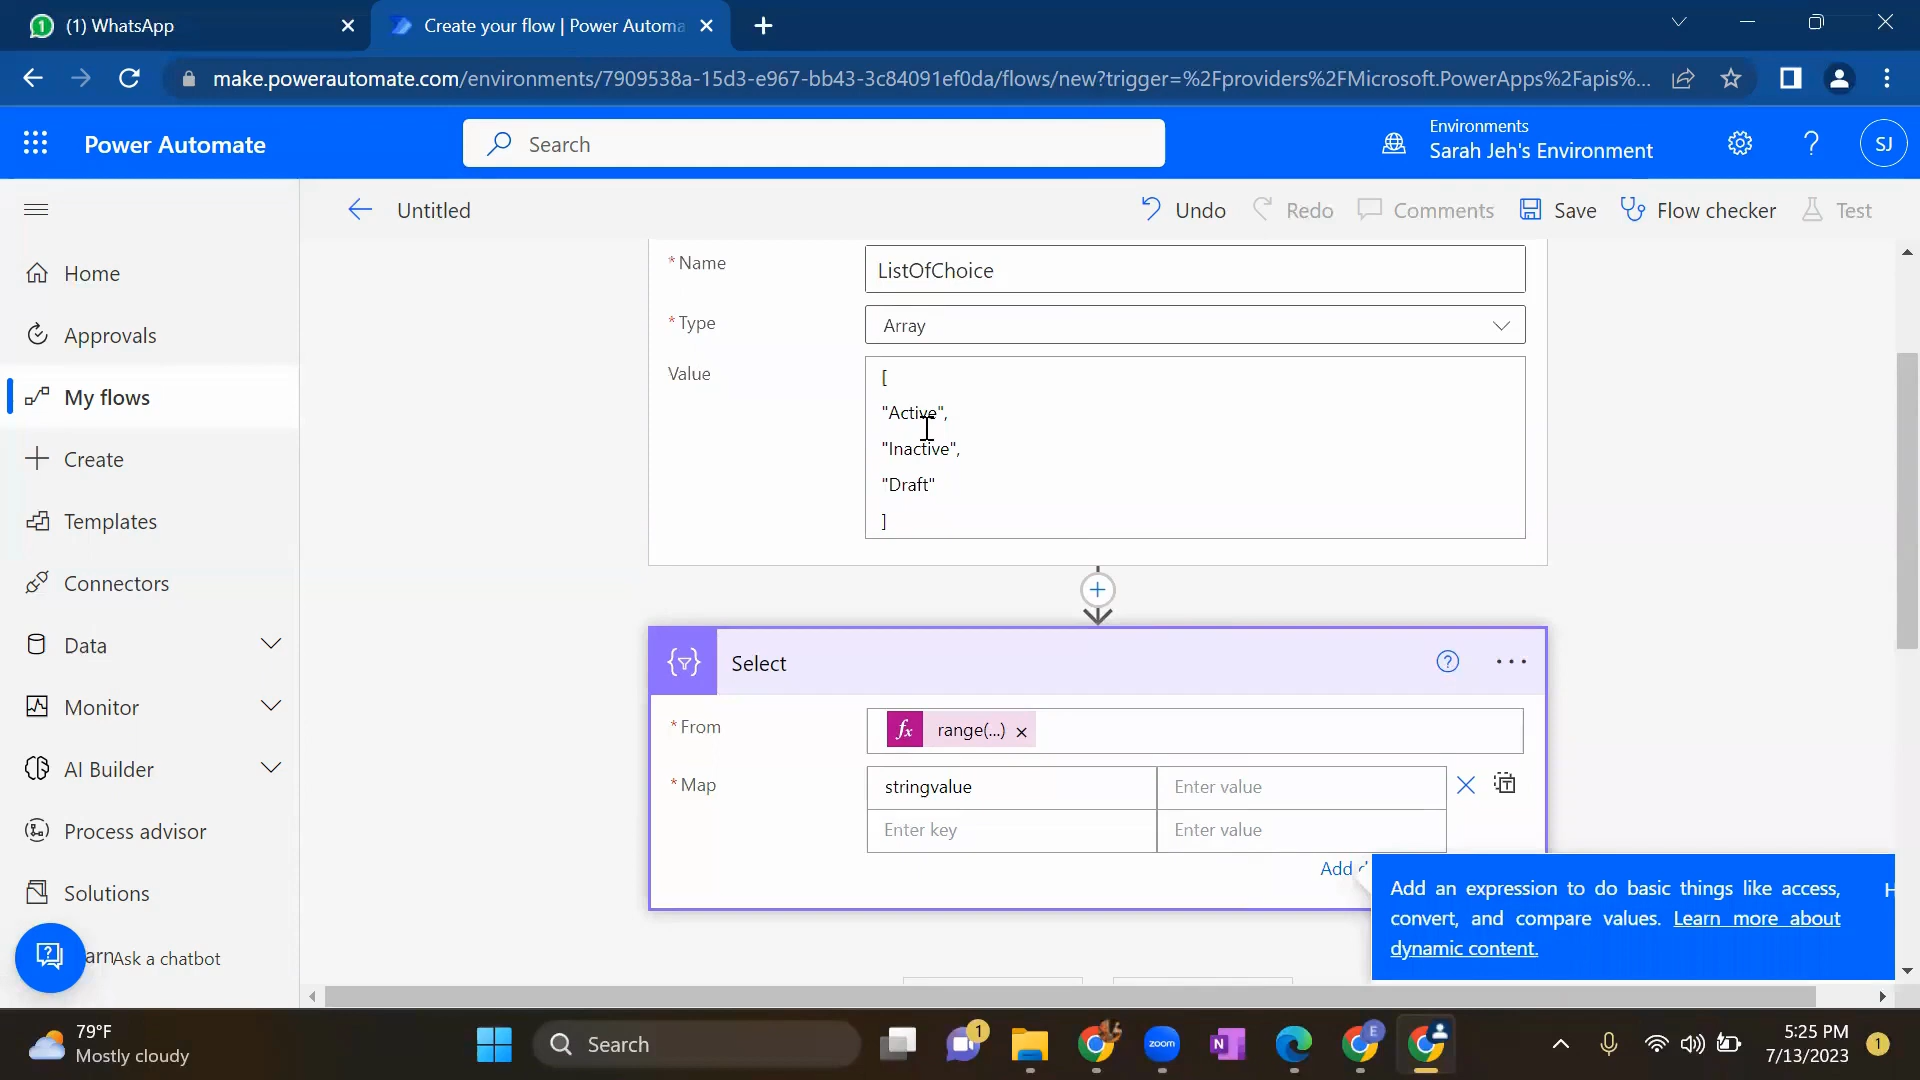 (1) WhatsApp
Create your flow | Power Automa
make.powerautomate.com/environments/7909538a-15d3-e967-bb43-3c84091ef0da/flows/new?trigger=%2Fproviders%2FMicrosoft.PowerApps%2Fapis%...
Power Automate
Search
Environments
Sarah Jeh's Environment
SJ
Untitled
Undo
Redo
Comments
Save
Flow checker
Test
Home
Approvals
My flows
Create
Templates
Connectors
Data
Monitor
AI Builder
Process advisor
Solutions
arn
Ask a chatbot
*Name
ListOfChoice
*Type
Array
Value
[
"Active",
"Inactive",
"Draft"
]
Select
*From
fx range(...)
*Map
stringvalue
Enter value
Enter key
Enter value
Add
Add an expression to do basic things like access,
convert, and compare values. Learn more about
dynamic content.
79°F
Mostly cloudy
Search
1
zoom
N
E
5:25 PM
7/13/2023
1